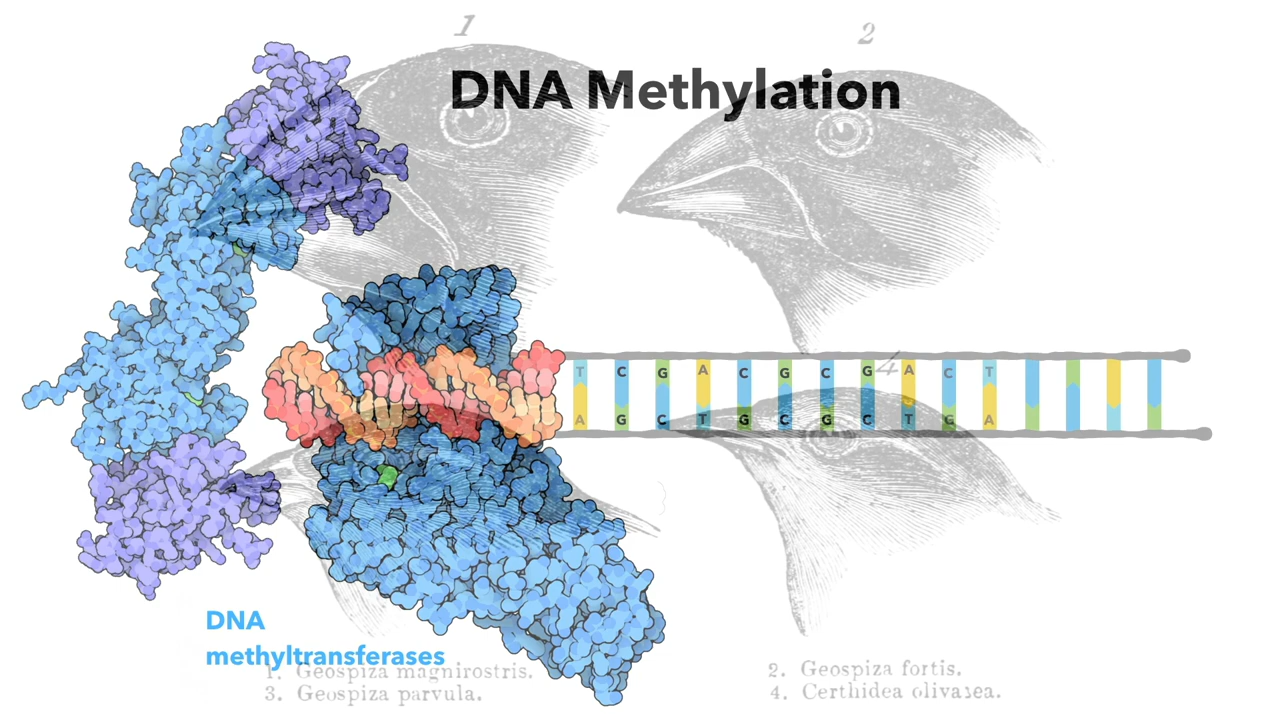 1
2
DNA Methylation
T C G A C G C G A C T
4
A G C T G C G C T G A
DNA
methyltransferases
1. Geospiza magnirostris.
2. Geospiza fortis.
3. Geospiza parvula.
4. Certhidea olivasea.